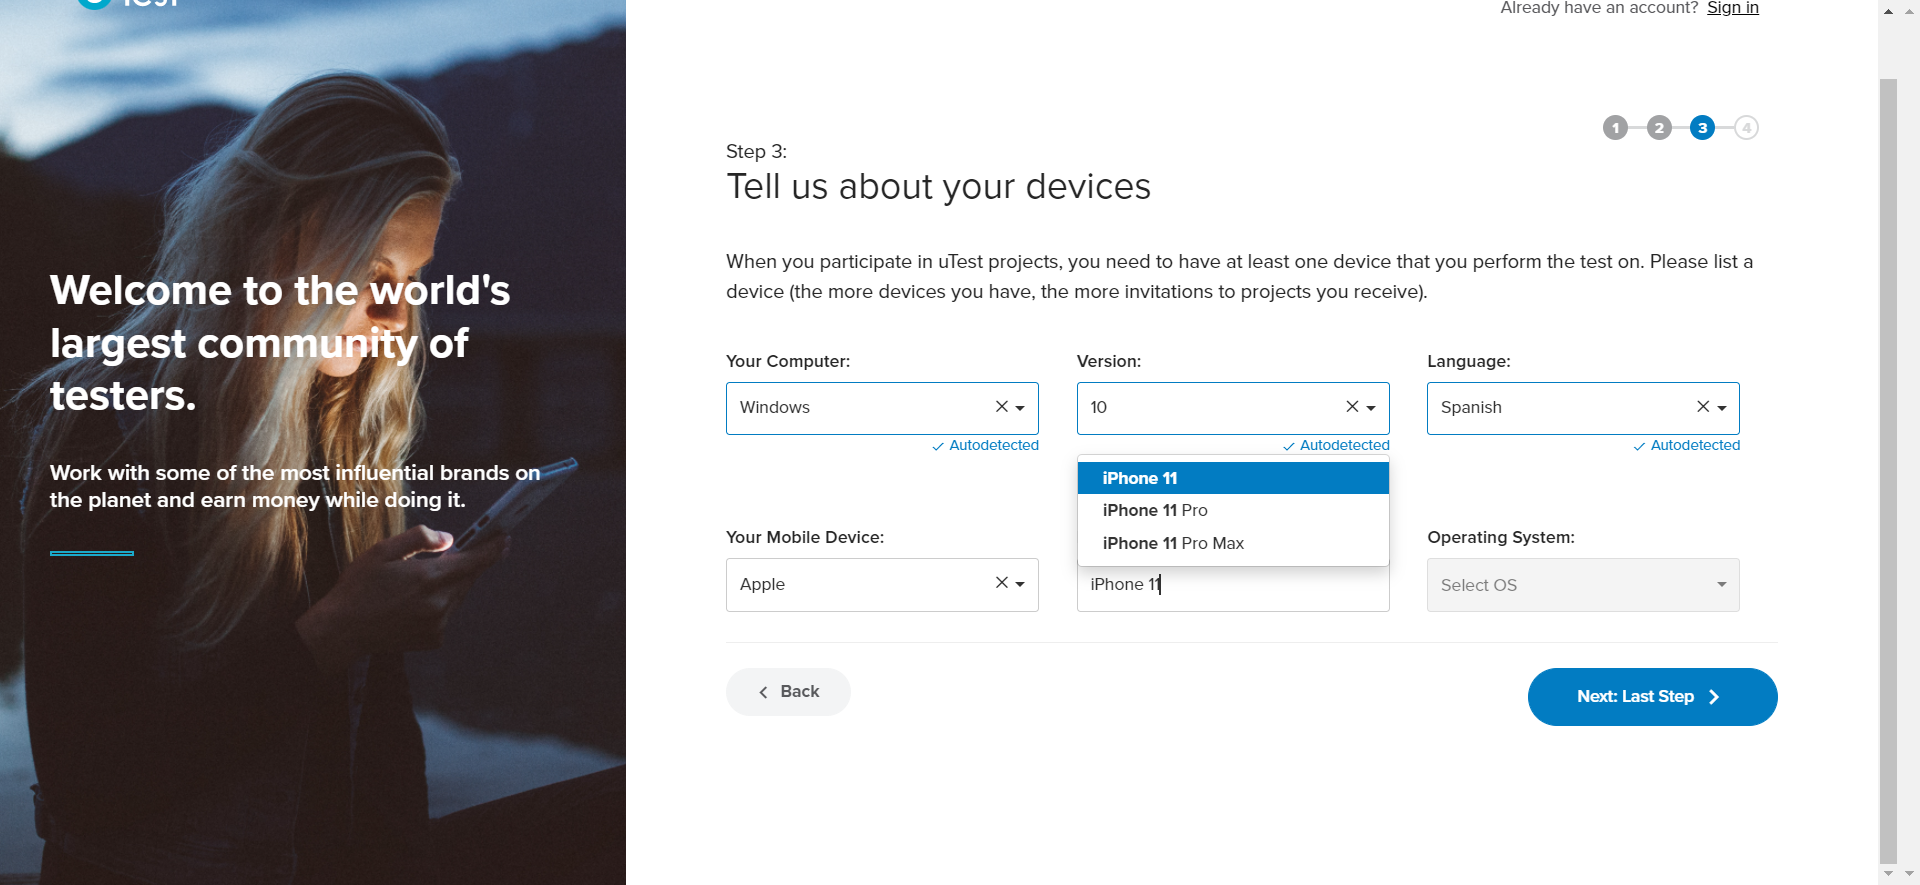 Already have an account? Sign in
1 2 3 4
Step 3:
Tell us about your devices
When you participate in uTest projects, you need to have at least one device that you perform the test on. Please list a
device (the more devices you have, the more invitations to projects you receive).
Welcome to the world's
largest community of
testers.
Work with some of the most influential brands on
the planet and earn money while doing it.
Your Computer: Version: Language:
Windows 10 Spanish
Autodetected Autodetected Autodetected
iPhone 11
iPhone 11 Pro
iPhone 11 Pro Max
Your Mobile Device: Operating System:
Apple iPhone 11 Select OS
Back Next: Last Step